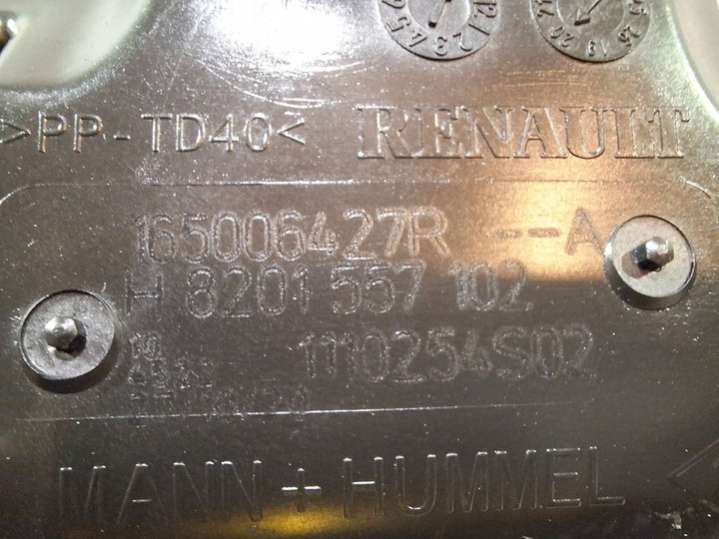 >PP-TD40< RENAULT
165006427R --A
H 8201 557 102
1110254S02
MANN + HUMMEL